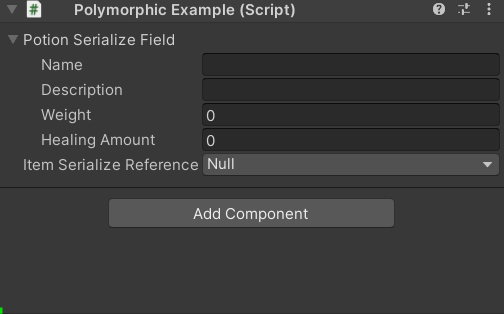 Polymorphic Example (Script)
Potion Serialize Field
Name
Description
Weight 0
Healing Amount 0
Item Serialize Reference Null
Add Component